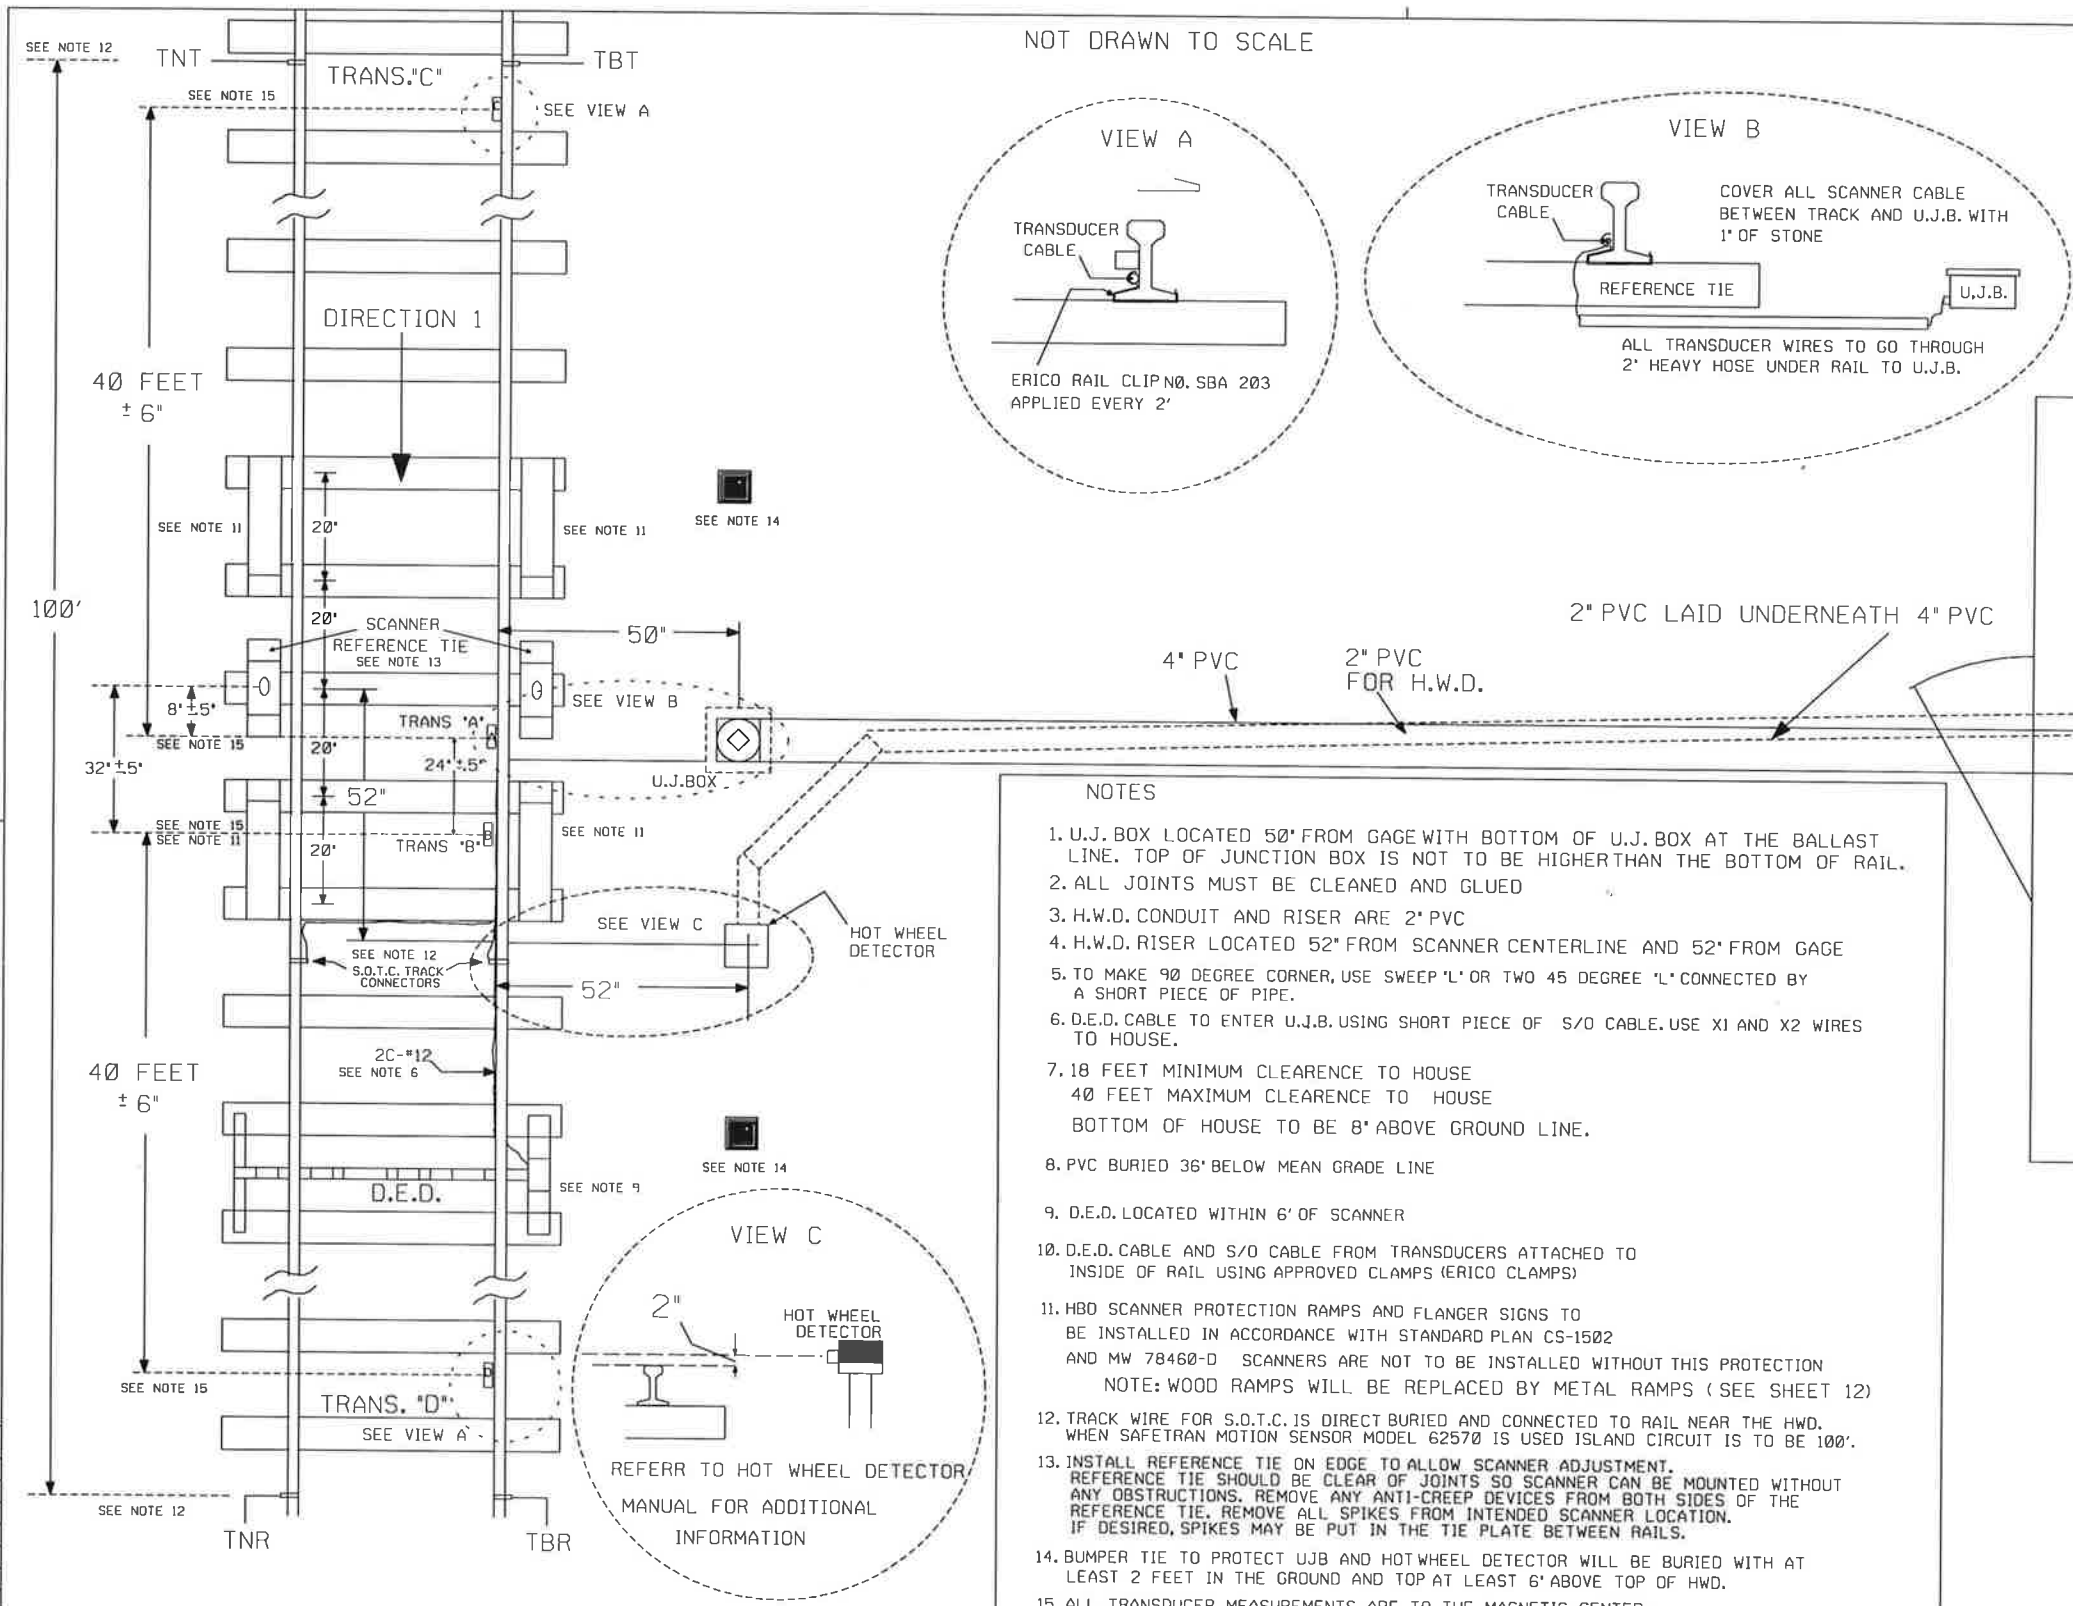 NOT DRAWN TO SCALE
SEE NOTE 12
TNT
TBT
TRANS."C"
SEE NOTE 15
C
SEE VIEW A
40 FEET
± 6"
DIRECTION 1
100'
SEE NOTE 11
20"
SEE NOTE 11
SEE NOTE 14
20"
SCANNER
REFERENCE TIE
SEE NOTE 13
50"
SEE VIEW B
8"±5"
TRANS "A"
A
SEE NOTE 15
20"
24"±.5"
32"±5"
52"
U.J.BOX
SEE NOTE 15
SEE NOTE 11
20"
TRANS "B"
B
SEE NOTE 11
SEE VIEW C
HOT WHEEL
DETECTOR
SEE NOTE 12
S.O.T.C. TRACK
CONNECTORS
52"
2C-#12
SEE NOTE 6
40 FEET
± 6"
SEE NOTE 14
D.E.D.
SEE NOTE 9
SEE NOTE 15
D
TRANS. "D"
SEE VIEW A
SEE NOTE 12
TNR
TBR
VIEW A
TRANSDUCER
CABLE
ERICO RAIL CLIP NØ. SBA 203
APPLIED EVERY 2'
VIEW B
TRANSDUCER
CABLE
COVER ALL SCANNER CABLE
BETWEEN TRACK AND U.J.B. WITH
1" OF STONE
REFERENCE TIE
U.J.B.
ALL TRANSDUCER WIRES TO GO THROUGH
2" HEAVY HOSE UNDER RAIL TO U.J.B.
4" PVC
2" PVC
FOR H.W.D.
2" PVC LAID UNDERNEATH 4" PVC
VIEW C
2"
HOT WHEEL
DETECTOR
REFERR TO HOT WHEEL DETECTOR
MANUAL FOR ADDITIONAL
INFORMATION
NOTES
1. U.J. BOX LOCATED 50" FROM GAGE WITH BOTTOM OF U.J. BOX AT THE BALLAST
LINE. TOP OF JUNCTION BOX IS NOT TO BE HIGHER THAN THE BOTTOM OF RAIL.
2. ALL JOINTS MUST BE CLEANED AND GLUED
3. H.W.D. CONDUIT AND RISER ARE 2" PVC
4. H.W.D. RISER LOCATED 52" FROM SCANNER CENTERLINE AND 52" FROM GAGE
5. TO MAKE 90 DEGREE CORNER, USE SWEEP "L" OR TWO 45 DEGREE "L" CONNECTED BY
A SHORT PIECE OF PIPE.
6. D.E.D. CABLE TO ENTER U.J.B. USING SHORT PIECE OF S/O CABLE. USE X1 AND X2 WIRES
TO HOUSE.
7. 18 FEET MINIMUM CLEARENCE TO HOUSE
40 FEET MAXIMUM CLEARENCE TO HOUSE
BOTTOM OF HOUSE TO BE 8" ABOVE GROUND LINE.
8. PVC BURIED 36" BELOW MEAN GRADE LINE
9. D.E.D. LOCATED WITHIN 6' OF SCANNER
10. D.E.D. CABLE AND S/O CABLE FROM TRANSDUCERS ATTACHED TO
INSIDE OF RAIL USING APPROVED CLAMPS (ERICO CLAMPS)
11. HBD SCANNER PROTECTION RAMPS AND FLANGER SIGNS TO
BE INSTALLED IN ACCORDANCE WITH STANDARD PLAN CS-1502
AND MW 78460-D SCANNERS ARE NOT TO BE INSTALLED WITHOUT THIS PROTECTION
NOTE: WOOD RAMPS WILL BE REPLACED BY METAL RAMPS (SEE SHEET 12)
12. TRACK WIRE FOR S.O.T.C. IS DIRECT BURIED AND CONNECTED TO RAIL NEAR THE HWD.
WHEN SAFETRAN MOTION SENSOR MODEL 62570 IS USED ISLAND CIRCUIT IS TO BE 100'.
13. INSTALL REFERENCE TIE ON EDGE TO ALLOW SCANNER ADJUSTMENT.
REFERENCE TIE SHOULD BE CLEAR OF JOINTS SO SCANNER CAN BE MOUNTED WITHOUT
ANY OBSTRUCTIONS. REMOVE ANY ANTI-CREEP DEVICES FROM BOTH SIDES OF THE
REFERENCE TIE. REMOVE ALL SPIKES FROM INTENDED SCANNER LOCATION.
IF DESIRED, SPIKES MAY BE PUT IN THE TIE PLATE BETWEEN RAILS.
14. BUMPER TIE TO PROTECT UJB AND HOT WHEEL DETECTOR WILL BE BURIED WITH AT
LEAST 2 FEET IN THE GROUND AND TOP AT LEAST 6" ABOVE TOP OF HWD.
15. ALL TRANSDUCER MEASUREMENTS ARE TO THE MAGNETIC CENTER